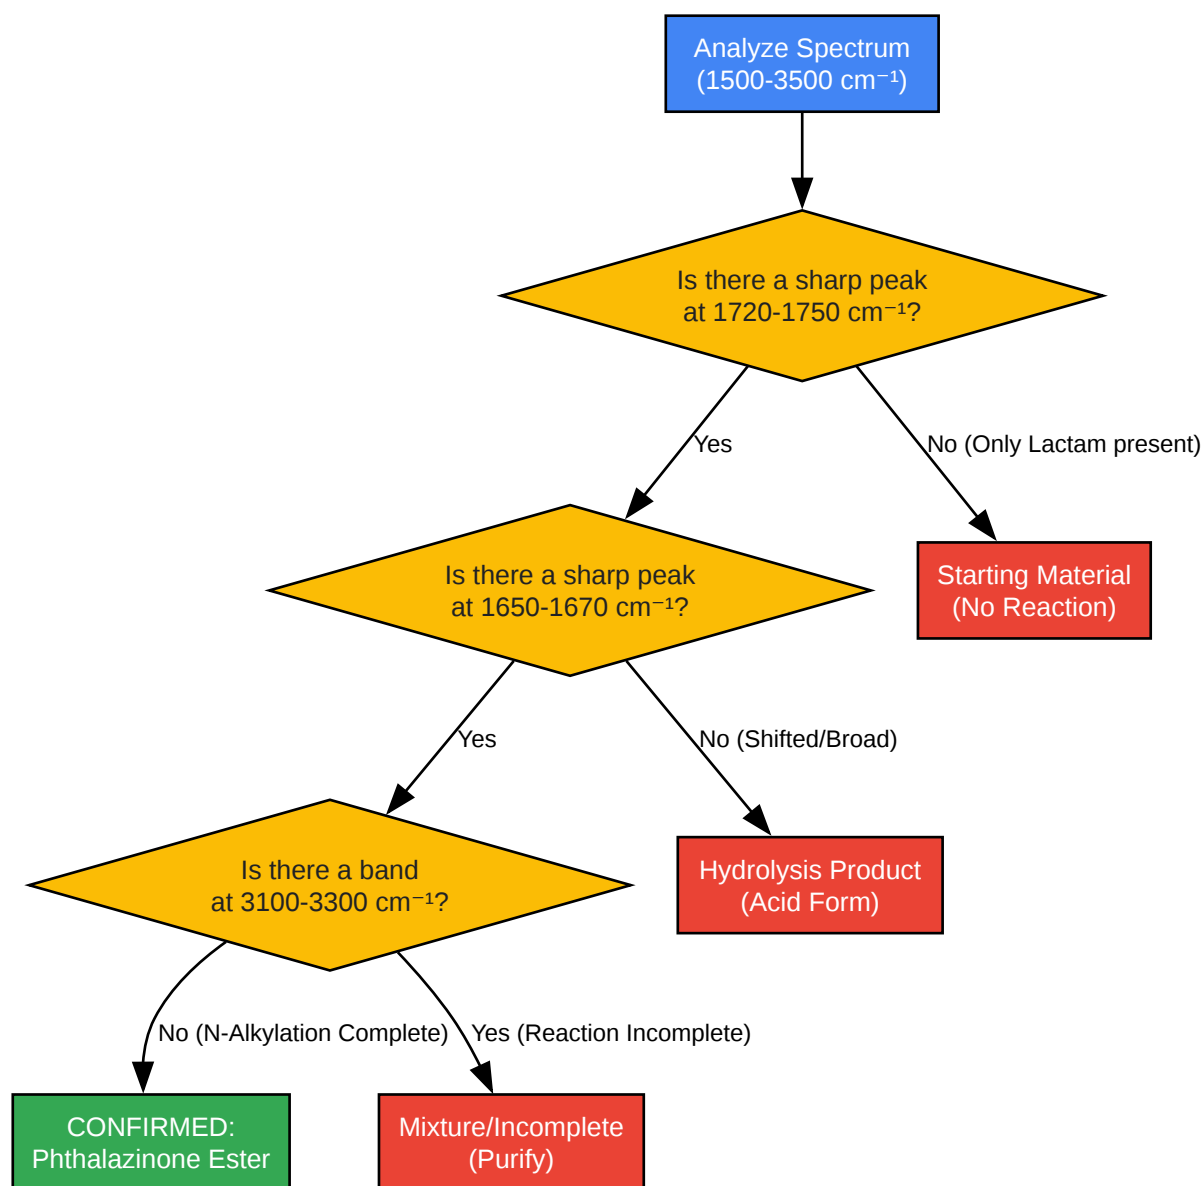 Analyze Spectrum
(1500-3500 cm⁻¹)
Is there a sharp peak
at 1720-1750 cm⁻¹?
Yes
No (Only Lactam present)
Is there a sharp peak
at 1650-1670 cm⁻¹?
Starting Material
(No Reaction)
Yes
No (Shifted/Broad)
Is there a band
at 3100-3300 cm⁻¹?
Hydrolysis Product
(Acid Form)
No (N-Alkylation Complete)
Yes (Reaction Incomplete)
CONFIRMED:
Phthalazinone Ester
Mixture/Incomplete
(Purify)